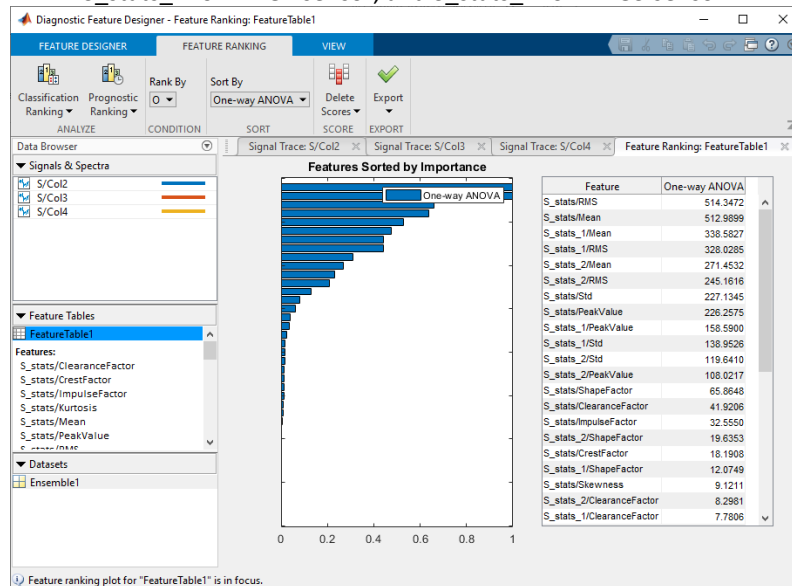 Diagnostic Feature Designer - Feature Ranking: FeatureTable1
FEATURE DESIGNER FEATURE RANKING VIEW
Classification Ranking
Prognostic Ranking
Rank By
O
Sort By
One-way ANOVA
Delete Scores
Export
ANALYZE CONDITION SORT SCORE EXPORT
Data Browser
Signal Trace: S/Col2 Signal Trace: S/Col3 Signal Trace: S/Col4 Feature Ranking: FeatureTable1
Signals & Spectra
S/Col2
S/Col3
S/Col4
Feature Tables
FeatureTable1
Features:
S_stats/ClearanceFactor
S_stats/CrestFactor
S_stats/ImpulseFactor
S_stats/Kurtosis
S_stats/Mean
S_stats/PeakValue
S_stats/RMS
Datasets
Ensemble1
Features Sorted by Importance
One-way ANOVA
0 0.2 0.4 0.6 0.8 1
Feature One-way ANOVA
S_stats/RMS 514.3472
S_stats/Mean 512.9899
S_stats_1/Mean 338.5827
S_stats_1/RMS 328.0285
S_stats_2/Mean 271.4532
S_stats_2/RMS 245.1616
S_stats/Std 227.1345
S_stats/PeakValue 226.2575
S_stats_1/PeakValue 158.5900
S_stats_1/Std 138.9526
S_stats_2/Std 119.6410
S_stats_2/PeakValue 108.0217
S_stats/ShapeFactor 65.8648
S_stats/ClearanceFactor 41.9206
S_stats/ImpulseFactor 32.5550
S_stats_2/ShapeFactor 19.6353
S_stats/CrestFactor 18.1908
S_stats_1/ShapeFactor 12.0749
S_stats/Skewness 9.1211
S_stats_2/ClearanceFactor 8.2981
S_stats_1/ClearanceFactor 7.7806
Feature ranking plot for "FeatureTable1" is in focus.